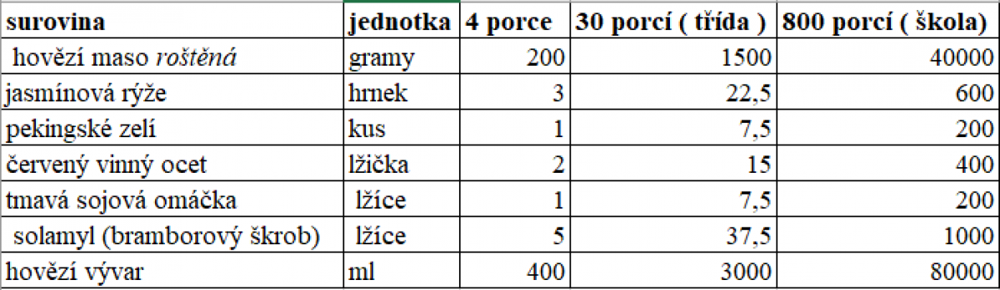 surovina jednotka 4 porce 30 porcí ( třída ) 800 porcí ( škola)
hovězí maso roštěná gramy 200 1500 40000
jasmínová rýže hrnek 3 22,5 600
pekingské zelí kus 1 7,5 200
červený vinný ocet lžička 2 15 400
tmavá sojová omáčka lžíce 1 7,5 200
solamyl (bramborový škrob) lžíce 5 37,5 1000
hovězí vývar ml 400 3000 80000